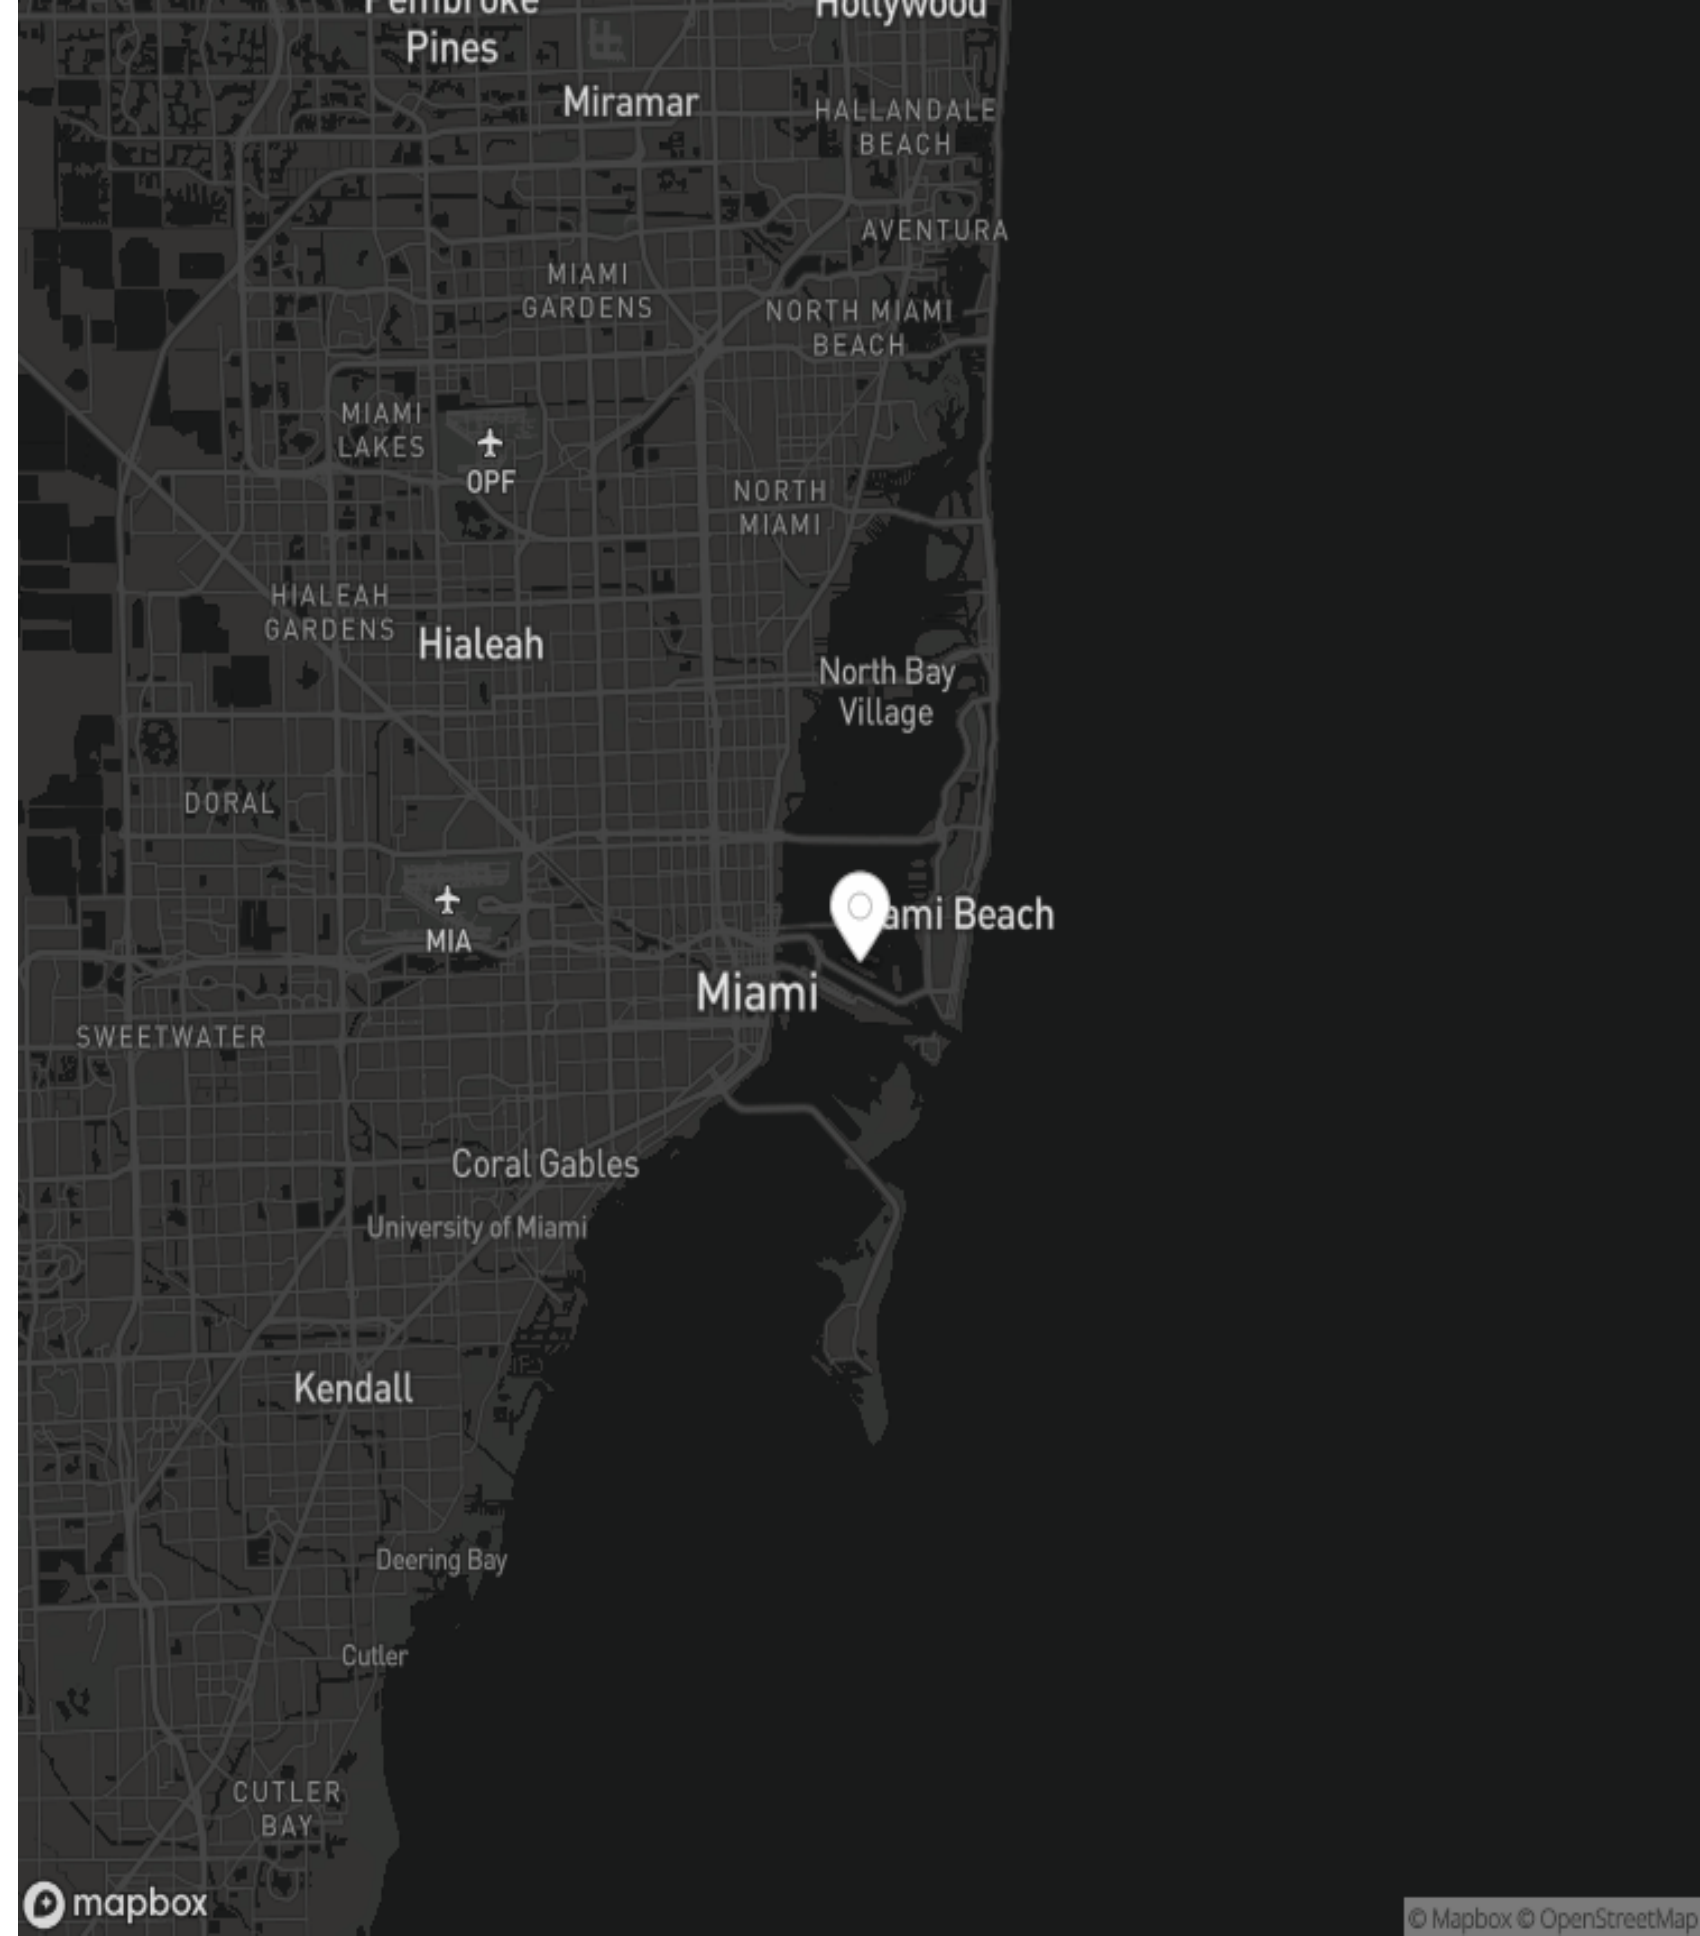 Pembroke
Pines
Hollywood
Miramar
HALLANDALE
BEACH
AVENTURA
MIAMI
GARDENS
NORTH MIAMI
BEACH
MIAMI
LAKES
OPF
NORTH
MIAMI
HIALEAH
GARDENS
Hialeah
North Bay
Village
DORAL
MIA
ami Beach
Miami
SWEETWATER
Coral Gables
University of Miami
Kendall
Deering Bay
Cutler
CUTLER
BAY
mapbox
© Mapbox © OpenStreetMap